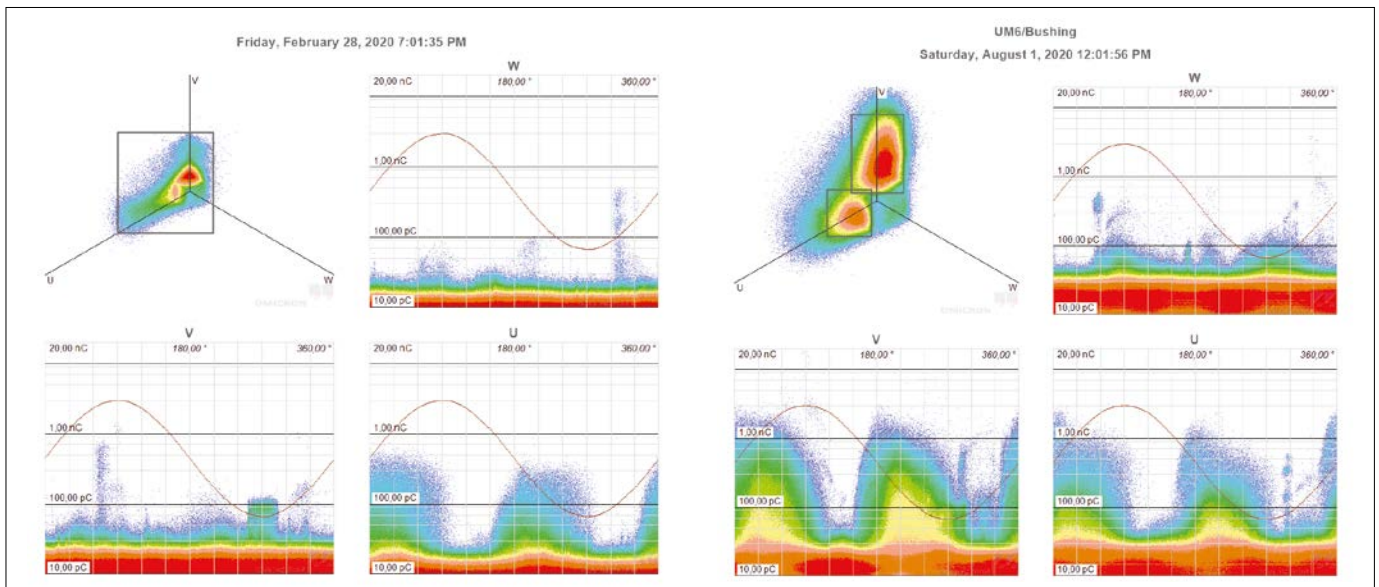 Friday, February 28, 2020 7:01:35 PM
V
U
W
OMICRON
W
20,00 nC
180,00 °
360,00 °
1,00 nC
100,00 pC
10,00 pC
V
20,00 nC
180,00 °
360,00 °
1,00 nC
100,00 pC
10,00 pC
U
20,00 nC
180,00 °
360,00 °
1,00 nC
100,00 pC
10,00 pC
UM6/Bushing
Saturday, August 1, 2020 12:01:56 PM
V
U
W
OMICRON
W
20,00 nC
180,00 °
360,00 °
1,00 nC
100,00 pC
10,00 pC
V
20,00 nC
180,00 °
360,00 °
1,00 nC
100,00 pC
10,00 pC
U
20,00 nC
180,00 °
360,00 °
1,00 nC
100,00 pC
10,00 pC